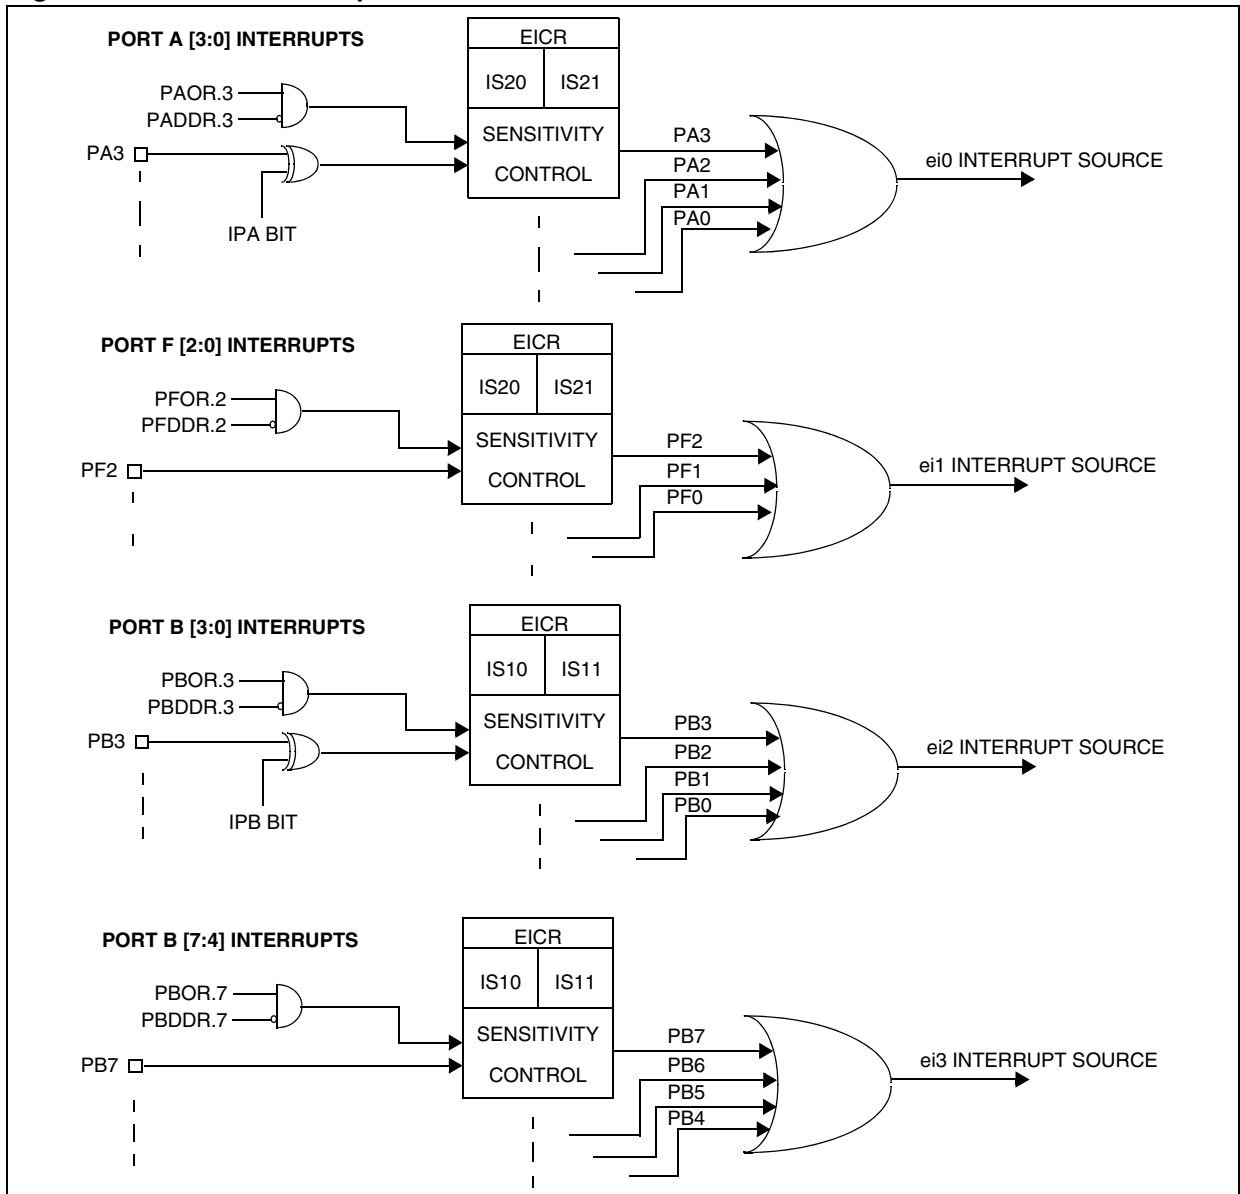 PORT A [3:0] INTERRUPTS
EICR
IS20 IS21
PAOR.3
PADDR.3
SENSITIVITY
CONTROL
PA3
IPA BIT
PA3
PA2
PA1
PA0
ei0 INTERRUPT SOURCE
PORT F [2:0] INTERRUPTS
EICR
IS20 IS21
PFOR.2
PFDDR.2
SENSITIVITY
CONTROL
PF2
PF2
PF1
PF0
ei1 INTERRUPT SOURCE
PORT B [3:0] INTERRUPTS
EICR
IS10 IS11
PBOR.3
PBDDR.3
SENSITIVITY
CONTROL
PB3
IPB BIT
PB3
PB2
PB1
PB0
ei2 INTERRUPT SOURCE
PORT B [7:4] INTERRUPTS
EICR
IS10 IS11
PBOR.7
PBDDR.7
SENSITIVITY
CONTROL
PB7
PB7
PB6
PB5
PB4
ei3 INTERRUPT SOURCE